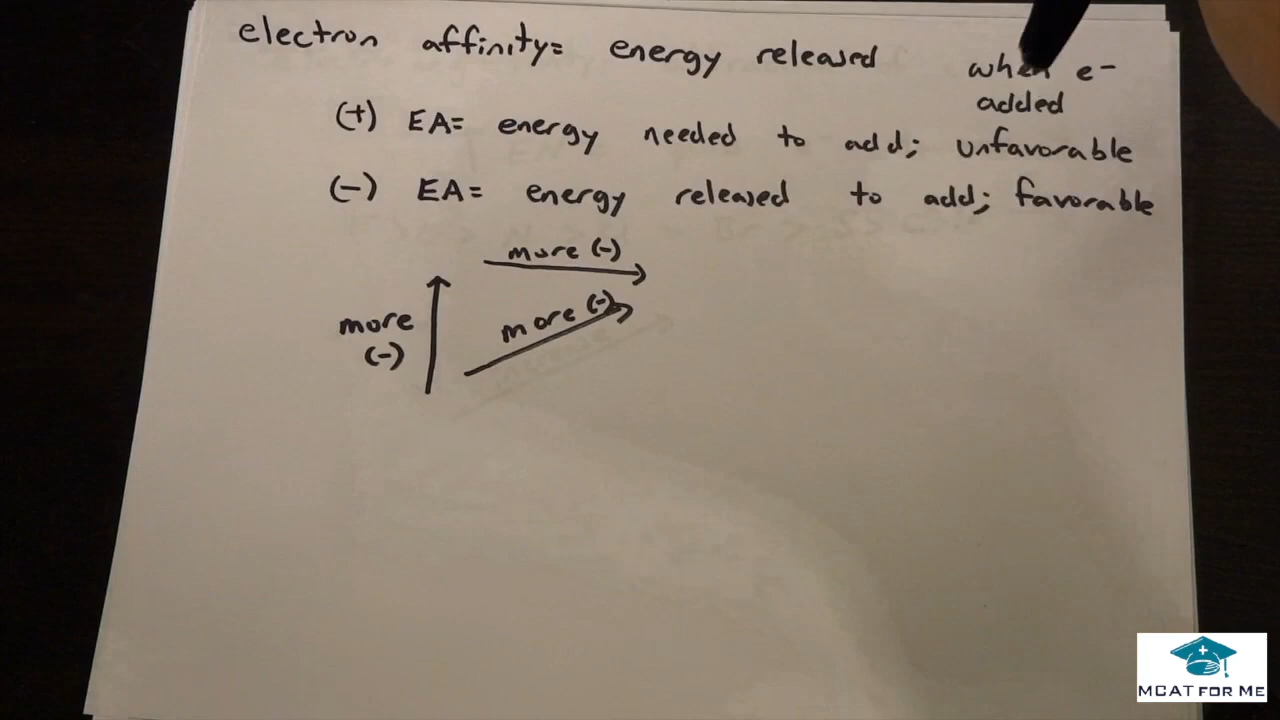 electron affinity= energy released when e-
added
(+) EA= energy needed to add; unfavorable
(-) EA= energy released to add; favorable
more (-)
more (-)
more
(-)
MCAT FOR ME